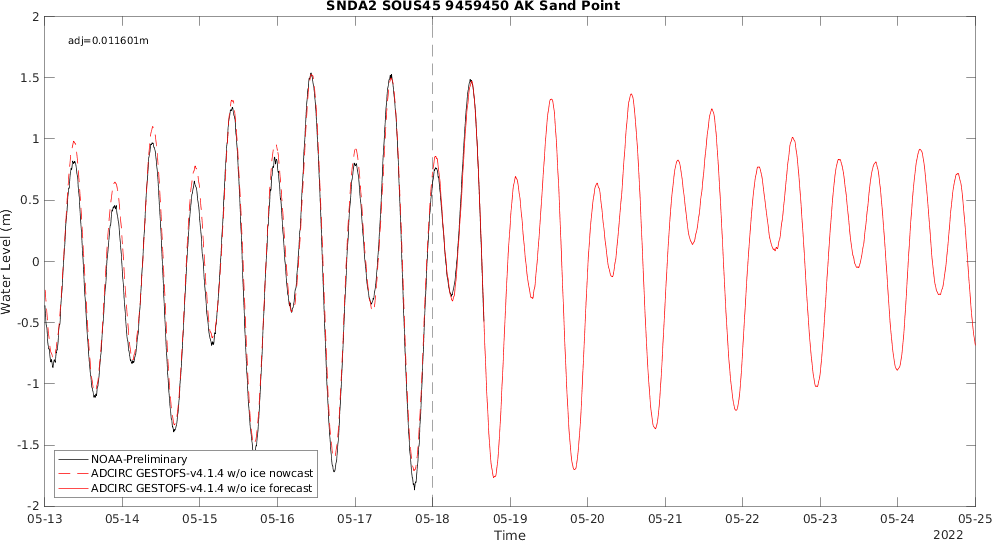 SNDA2 SOUS45 9459450 AK Sand Point
adj=0.011601m
2
1.5
1
0.5
0
-0.5
-1
-1.5
-2
Water Level (m)
NOAA-Preliminary
ADCIRC GESTOFS-v4.1.4 w/o ice nowcast
ADCIRC GESTOFS-v4.1.4 w/o ice forecast
05-13 05-14 05-15 05-16 05-17 05-18 05-19 05-20 05-21 05-22 05-23 05-24 05-25
Time
2022